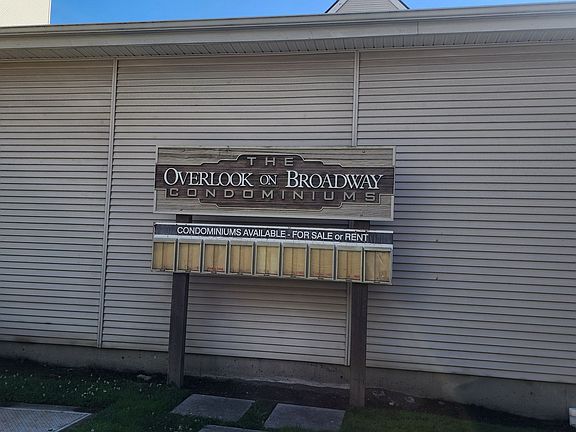 THE
OVERLOOK ON BROADWAY
CONDOMINIUMS
CONDOMINIUMS AVAILABLE - FOR SALE or RENT